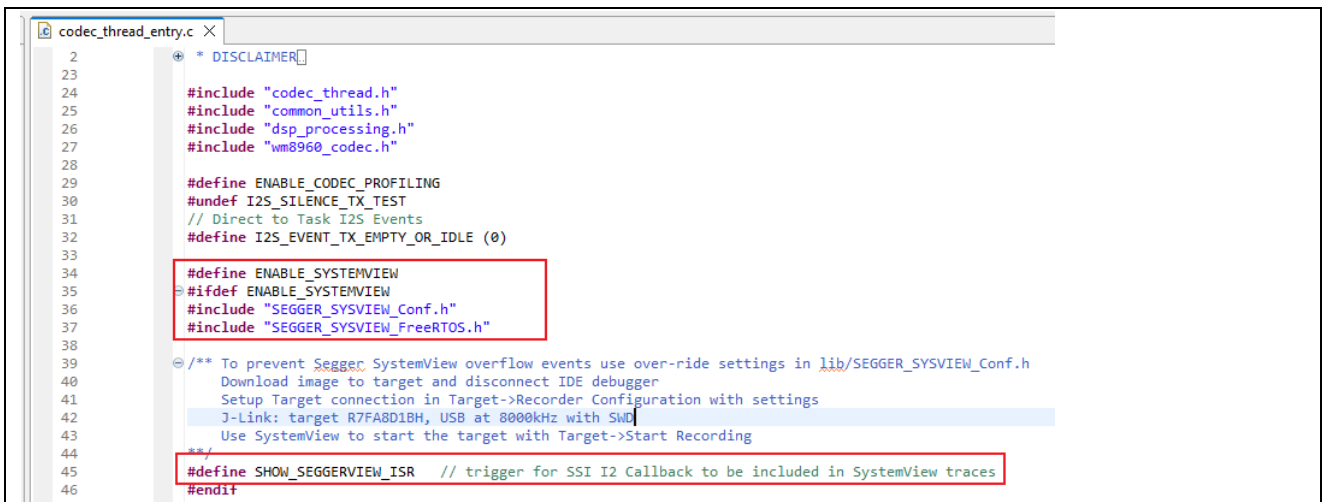 codec_thread_entry.c
2 * DISCLAIMER
23
24 #include "codec_thread.h"
25 #include "common_utils.h"
26 #include "dsp_processing.h"
27 #include "wm8960_codec.h"
28
29 #define ENABLE_CODEC_PROFILING
30 #undef I2S_SILENCE_TX_TEST
31 // Direct to Task I2S Events
32 #define I2S_EVENT_TX_EMPTY_OR_IDLE (0)
33
34 #define ENABLE_SYSTEMVIEW
35 #ifdef ENABLE_SYSTEMVIEW
36 #include "SEGGER_SYSVIEW_Conf.h"
37 #include "SEGGER_SYSVIEW_FreeRTOS.h"
38
39 /** To prevent Segger SystemView overflow events use over-ride settings in lib/SEGGER_SYSVIEW_Conf.h
40 Download image to target and disconnect IDE debugger
41 Setup Target connection in Target->Recorder Configuration with settings
42 J-Link: target R7FA8D1BH, USB at 8000kHz with SWD
43 Use SystemView to start the target with Target->Start Recording
44 **/
45 #define SHOW_SEGGERVIEW_ISR // trigger for SSI I2 Callback to be included in SystemView traces
46 #endif